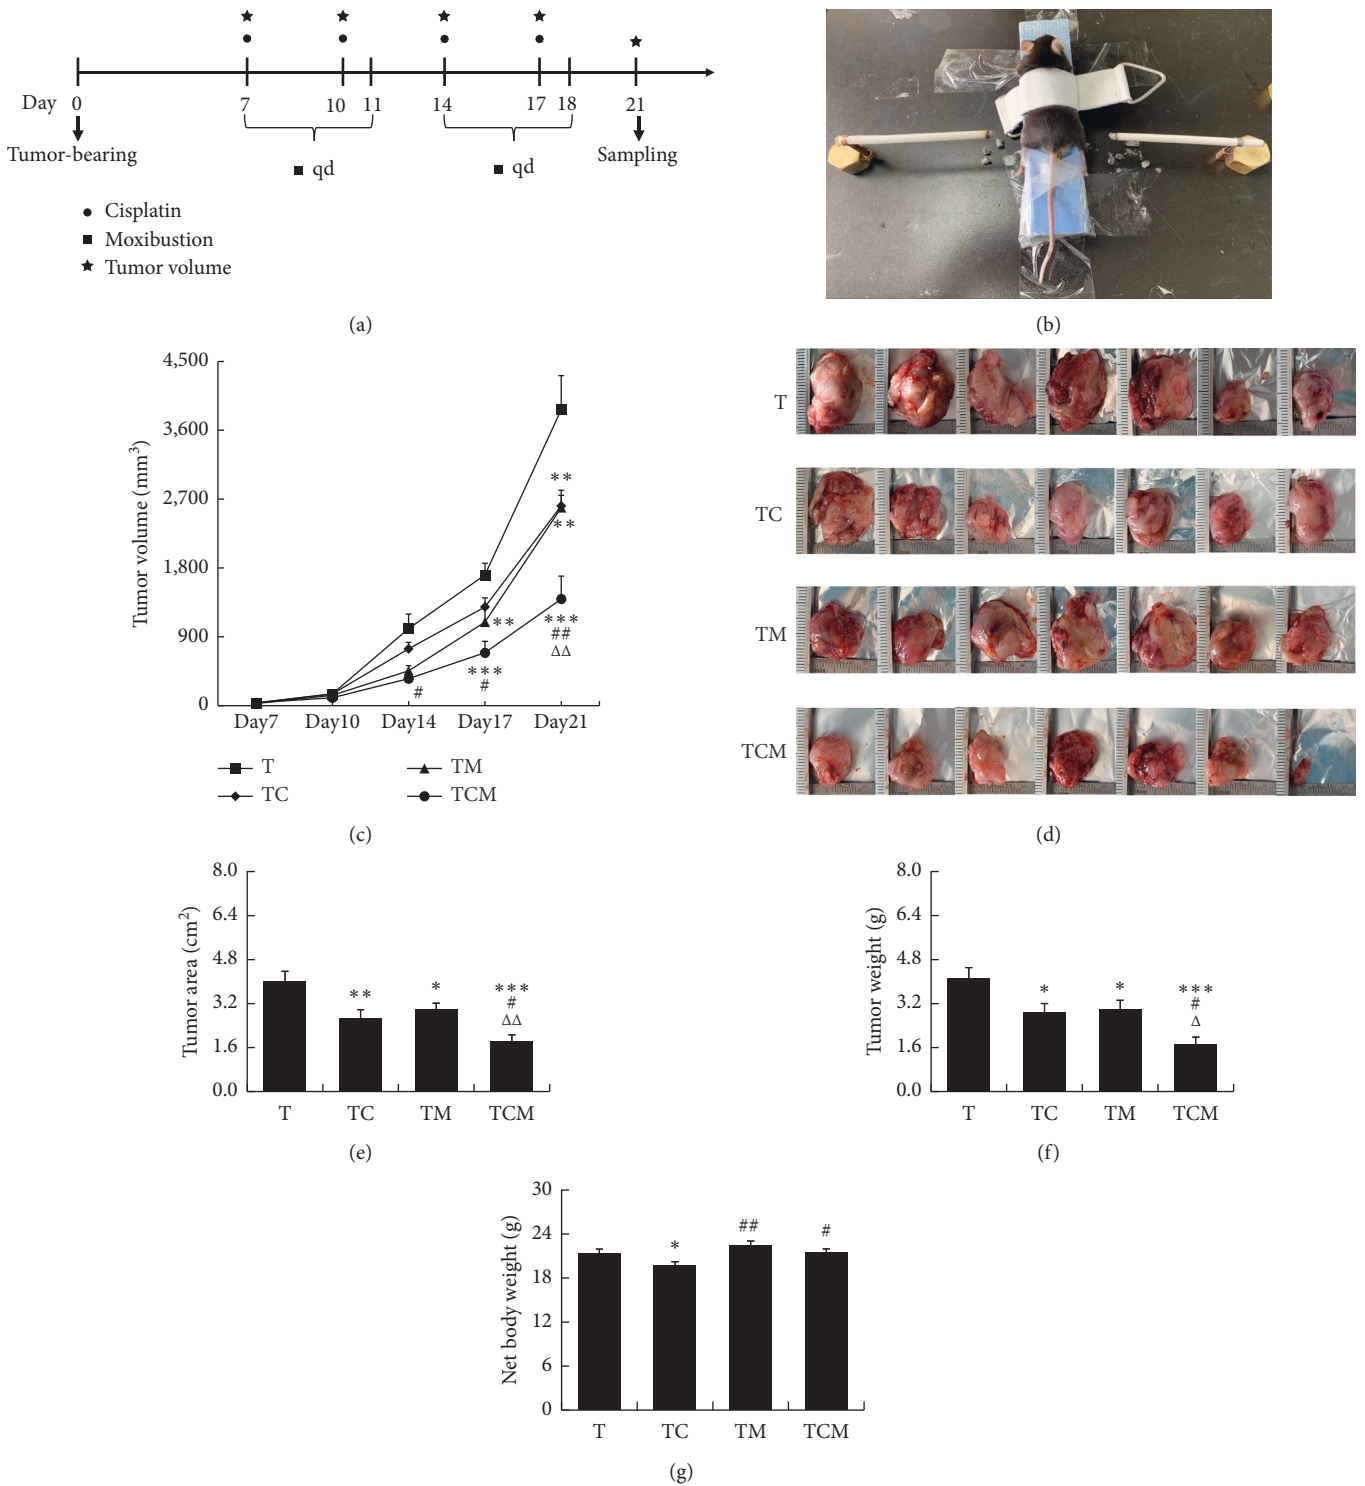 Day 0 7 10 11 14 17 18 21
Tumor-bearing
Sampling
qd
qd
Cisplatin
Moxibustion
Tumor volume
(a)
(b)
Tumor volume (mm³)
4,500
3,600
2,700
1,800
900
0
Day7 Day10 Day14 Day17 Day21
#
**
***
#
**
**
***
##
ΔΔ
T
TC
TM
TCM
(c)
T
TC
TM
TCM
(d)
Tumor area (cm²)
8.0
6.4
4.8
3.2
1.6
0.0
**
*
***
#
ΔΔ
T TC TM TCM
(e)
Tumor weight (g)
8.0
6.4
4.8
3.2
1.6
0.0
*
*
***
#
Δ
T TC TM TCM
(f)
Net body weight (g)
30
24
18
12
6
0
*
##
#
T TC TM TCM
(g)